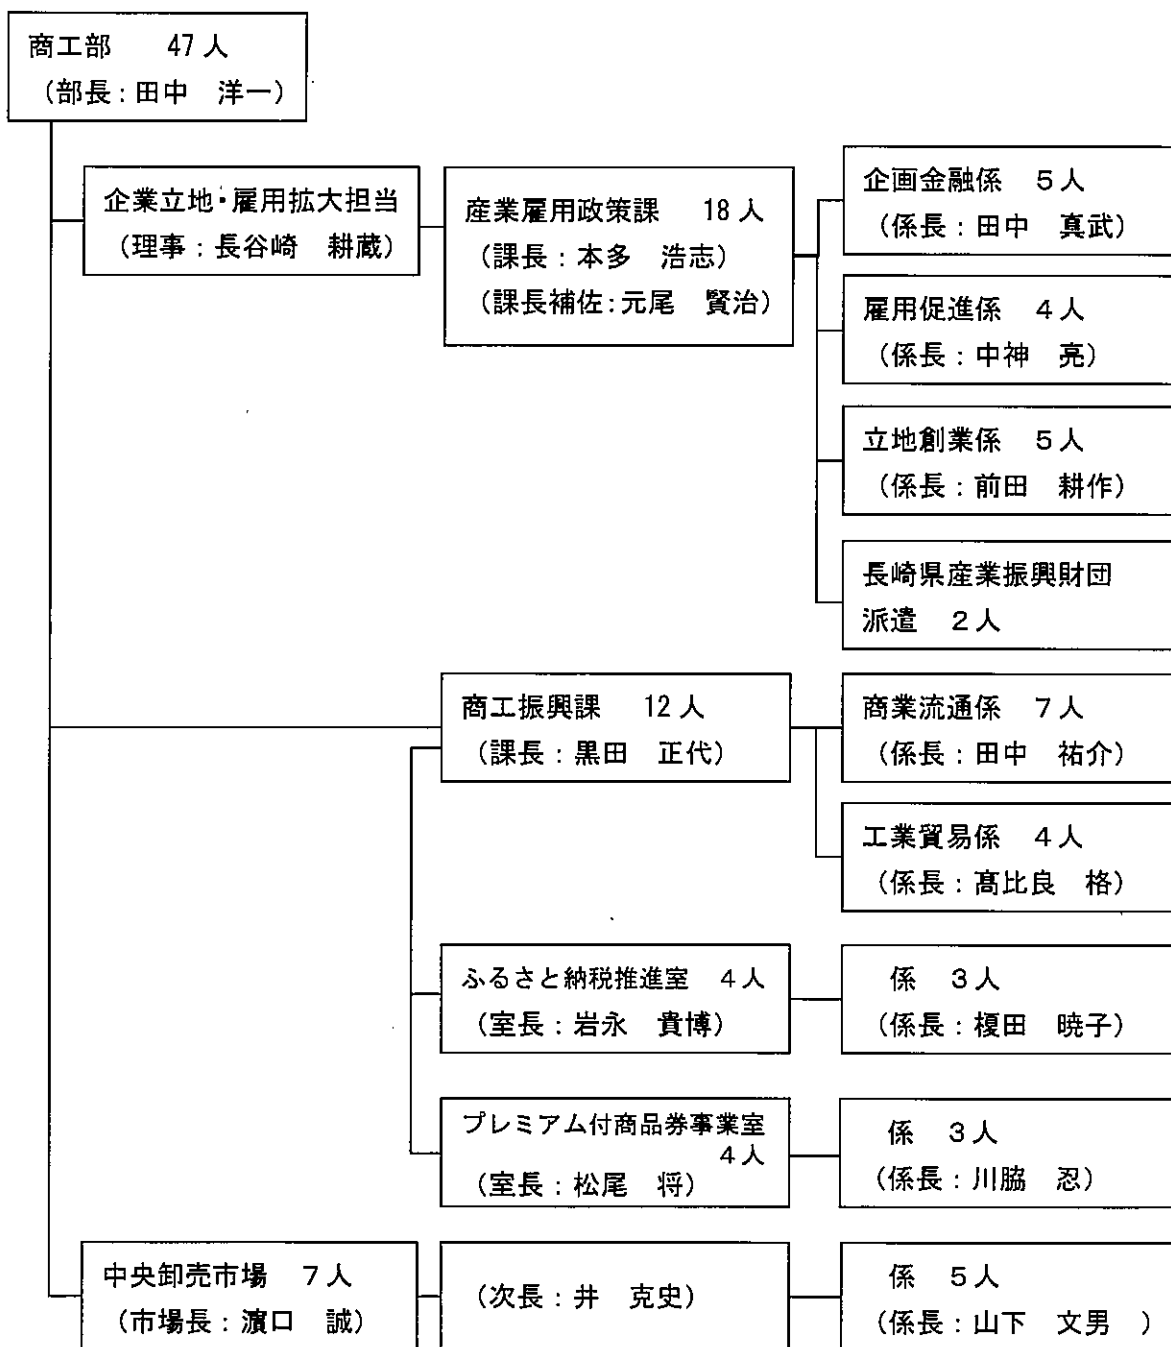 商工部　47人
（部長：田中　洋一）
企業立地・雇用拡大担当
（理事：長谷崎　耕蔵）
産業雇用政策課　18人
（課長：本多　浩志）
（課長補佐：元尾　賢治）
企画金融係　５人
（係長：田中　真武）
雇用促進係　４人
（係長：中神　亮）
立地創業係　５人
（係長：前田　耕作）
長崎県産業振興財団
派遣　２人
商工振興課　12人
（課長：黒田　正代）
商業流通係　７人
（係長：田中　祐介）
工業貿易係　４人
（係長：髙比良　格）
ふるさと納税推進室　４人
（室長：岩永　貴博）
係　３人
（係長：榎田　暁子）
プレミアム付商品券事業室
４人
（室長：松尾　将）
係　３人
（係長：川脇　忍）
中央卸売市場　７人
（市場長：濵口　誠）
（次長：井　克史）
係　５人
（係長：山下　文男　）